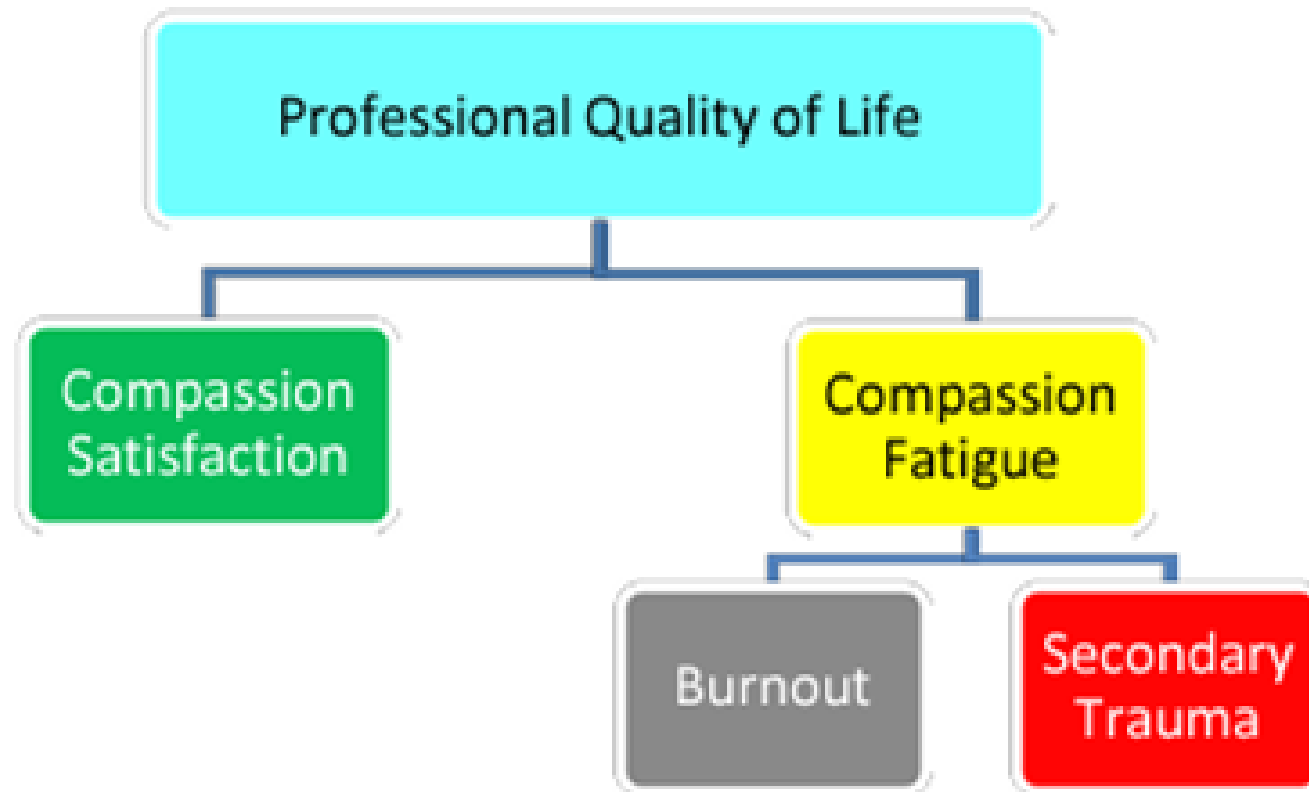 Professional Quality of Life
Compassion
Satisfaction
Compassion
Fatigue
Burnout
Secondary
Trauma